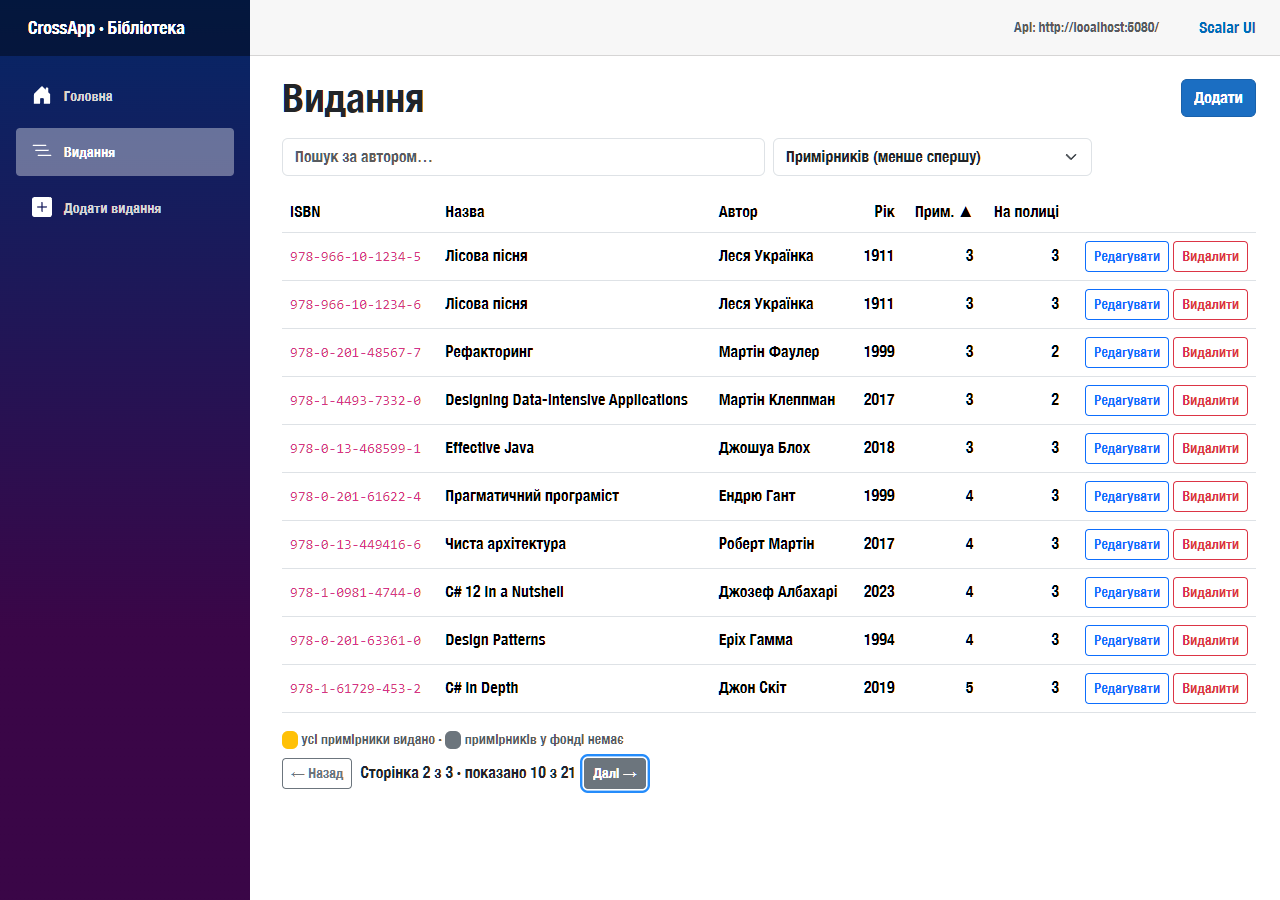 CrossApp • Бібліотека
Api: http://localhost:5080/ Scalar UI
Головна
Видання
Додати видання
Видання
Додати
Пошук за автором…
Примірників (менше спершу)
ISBN Назва Автор Рік Прим. ▲ На полиці
978-966-10-1234-5 Лісова пісня Леся Українка 1911 3 3 Редагувати Видалити
978-966-10-1234-6 Лісова пісня Леся Українка 1911 3 3 Редагувати Видалити
978-0-201-48567-7 Рефакторинг Мартін Фаулер 1999 3 2 Редагувати Видалити
978-1-4493-7332-0 Designing Data-Intensive Applications Мартін Клеппман 2017 3 2 Редагувати Видалити
978-0-13-468599-1 Effective Java Джошуа Блох 2018 3 3 Редагувати Видалити
978-0-201-61622-4 Прагматичний програміст Ендрю Гант 1999 4 3 Редагувати Видалити
978-0-13-449416-6 Чиста архітектура Роберт Мартін 2017 4 3 Редагувати Видалити
978-1-0981-4744-0 C# 12 in a Nutshell Джозеф Албахарі 2023 4 3 Редагувати Видалити
978-0-201-63361-0 Design Patterns Еріх Гамма 1994 4 3 Редагувати Видалити
978-1-61729-453-2 C# in Depth Джон Скіт 2019 5 3 Редагувати Видалити
усі примірники видано · примірників у фонді немає
← Назад Сторінка 2 з 3 · показано 10 з 21 Далі →